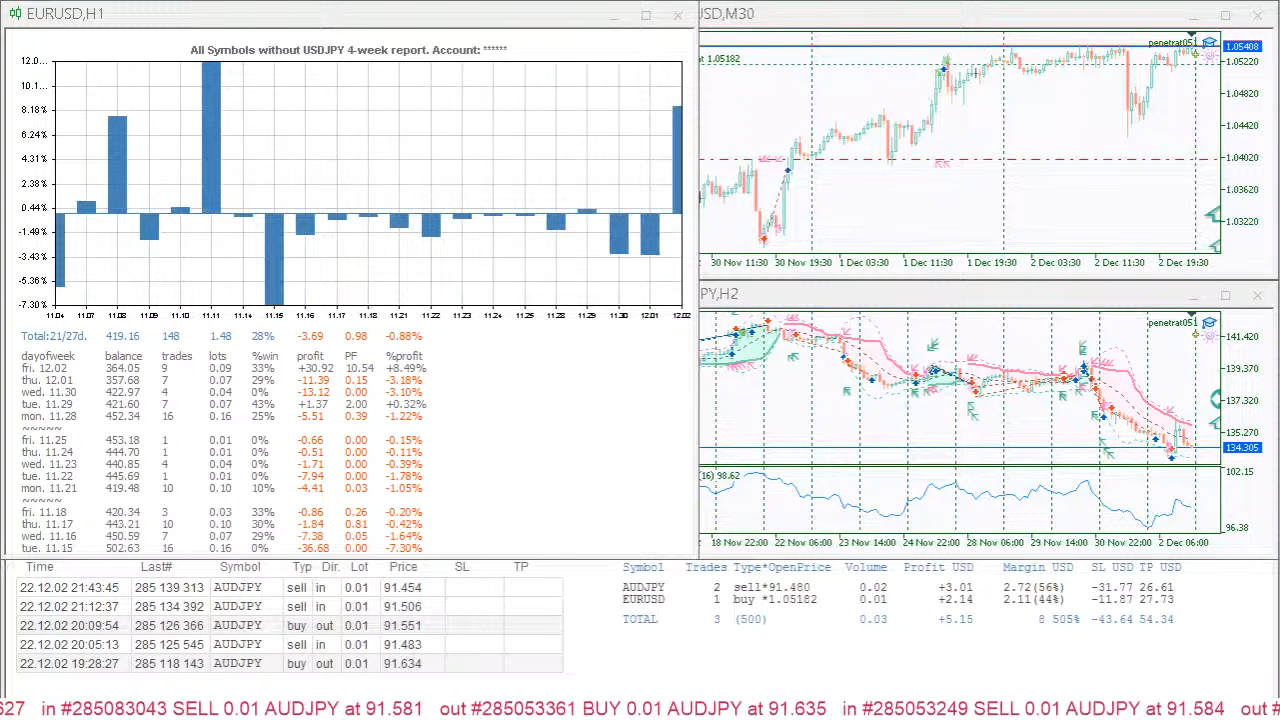 EURUSD,H1
All Symbols without USDJPY 4-week report. Account: ******
12.0...
10.1...
8.18%
6.24%
4.31%
2.38%
0.44%
-1.49%
-3.43%
-5.36%
-7.30%
11.04 11.07 11.08 11.09 11.10 11.11 11.14 11.15 11.16 11.17 11.18 11.21 11.22 11.23 11.24 11.25 11.28 11.29 11.30 12.01 12.02
Total:21/27d. 419.16 148 1.48 28% -3.69 0.98 -0.88%
dayofweek balance trades lots %win profit PF %profit
fri. 12.02 364.05 9 0.09 33% +30.92 10.54 +8.49%
thu. 12.01 357.68 7 0.07 29% -11.39 0.15 -3.18%
wed. 11.30 422.97 4 0.04 0% -13.12 0.00 -3.10%
tue. 11.29 421.60 7 0.07 43% +1.37 2.00 +0.32%
mon. 11.28 452.34 16 0.16 25% -5.51 0.39 -1.22%
~~~~~
fri. 11.25 453.18 1 0.01 0% -0.66 0.00 -0.15%
thu. 11.24 444.70 1 0.01 0% -0.51 0.00 -0.11%
wed. 11.23 440.85 4 0.04 0% -1.71 0.00 -0.39%
tue. 11.22 445.69 1 0.01 0% -7.94 0.00 -1.78%
mon. 11.21 419.48 10 0.10 10% -4.41 0.03 -1.05%
~~~~~
fri. 11.18 420.34 3 0.03 33% -0.86 0.26 -0.20%
thu. 11.17 443.21 10 0.10 30% -1.84 0.81 -0.42%
wed. 11.16 450.59 7 0.07 29% -7.38 0.05 -1.64%
tue. 11.15 502.63 16 0.16 0% -36.68 0.00 -7.30%
USD,M30
penetrat051
1.05182
1.05408
1.05220
1.04820
1.04420
1.04020
1.03620
1.03220
30 Nov 11:30 30 Nov 19:30 1 Dec 03:30 1 Dec 11:30 1 Dec 19:30 2 Dec 03:30 2 Dec 11:30 2 Dec 19:30
PY,H2
penetrat051
141.420
139.370
137.320
135.270
134.305
(16) 98.62
102.15
96.38
18 Nov 22:00 22 Nov 06:00 23 Nov 14:00 24 Nov 22:00 28 Nov 06:00 29 Nov 14:00 30 Nov 22:00 2 Dec 06:00
Time Last# Symbol Typ Dir. Lot Price SL TP
22.12.02 21:43:45 285 139 313 AUDJPY sell in 0.01 91.454
22.12.02 21:12:37 285 134 392 AUDJPY sell in 0.01 91.506
22.12.02 20:09:54 285 126 366 AUDJPY buy out 0.01 91.551
22.12.02 20:05:13 285 125 545 AUDJPY sell in 0.01 91.483
22.12.02 19:28:27 285 118 143 AUDJPY buy out 0.01 91.634
Symbol Trades Type*OpenPrice Volume Profit USD Margin USD SL USD TP USD
AUDJPY 2 sell*91.480 0.02 +3.01 2.72(56%) -31.77 26.61
EURUSD 1 buy *1.05182 0.01 +2.14 2.11(44%) -11.87 27.73
TOTAL 3 (500) 0.03 +5.15 8 505% -43.64 54.34
627 in #285083043 SELL 0.01 AUDJPY at 91.581 out #285053361 BUY 0.01 AUDJPY at 91.635 in #285053249 SELL 0.01 AUDJPY at 91.584 out #